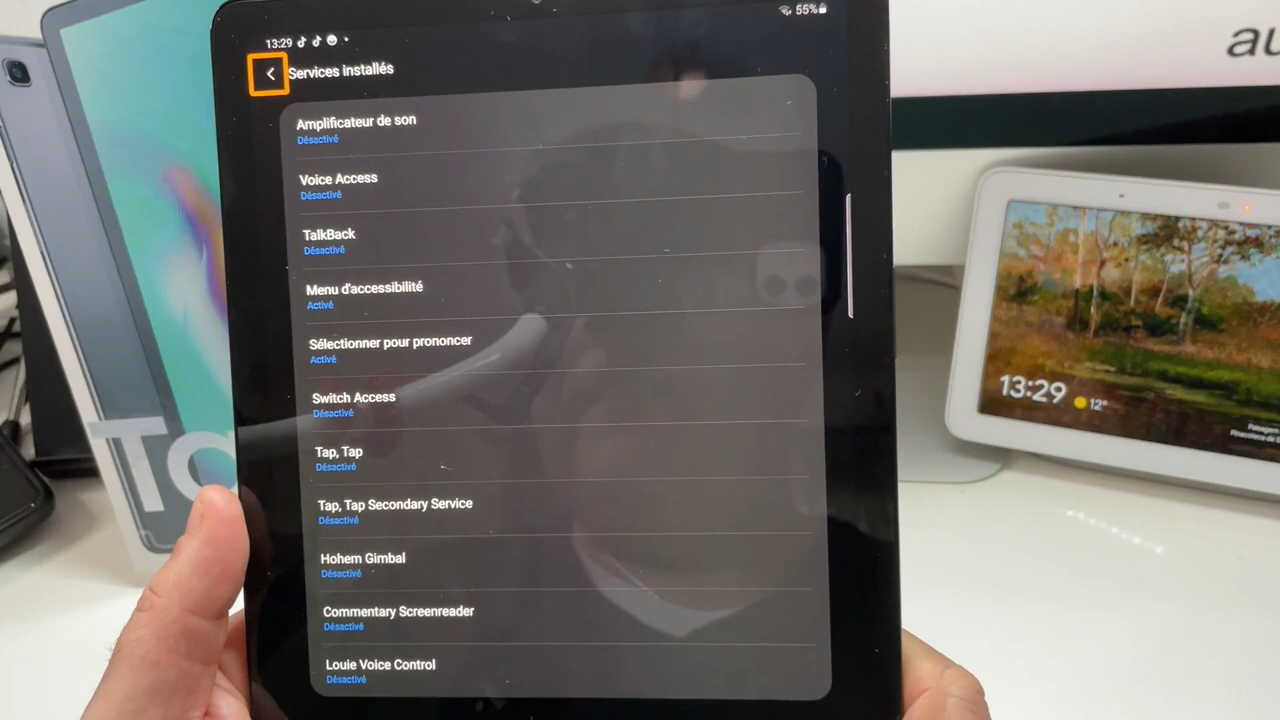 13:29
55%
Services installés
Amplificateur de son
Désactivé
Voice Access
Désactivé
TalkBack
Désactivé
Menu d'accessibilité
Activé
Sélectionner pour prononcer
Activé
Switch Access
Désactivé
Tap, Tap
Désactivé
Tap, Tap Secondary Service
Désactivé
Hohem Gimbal
Désactivé
Commentary Screenreader
Désactivé
Louie Voice Control
Désactivé
au
13:29
12°